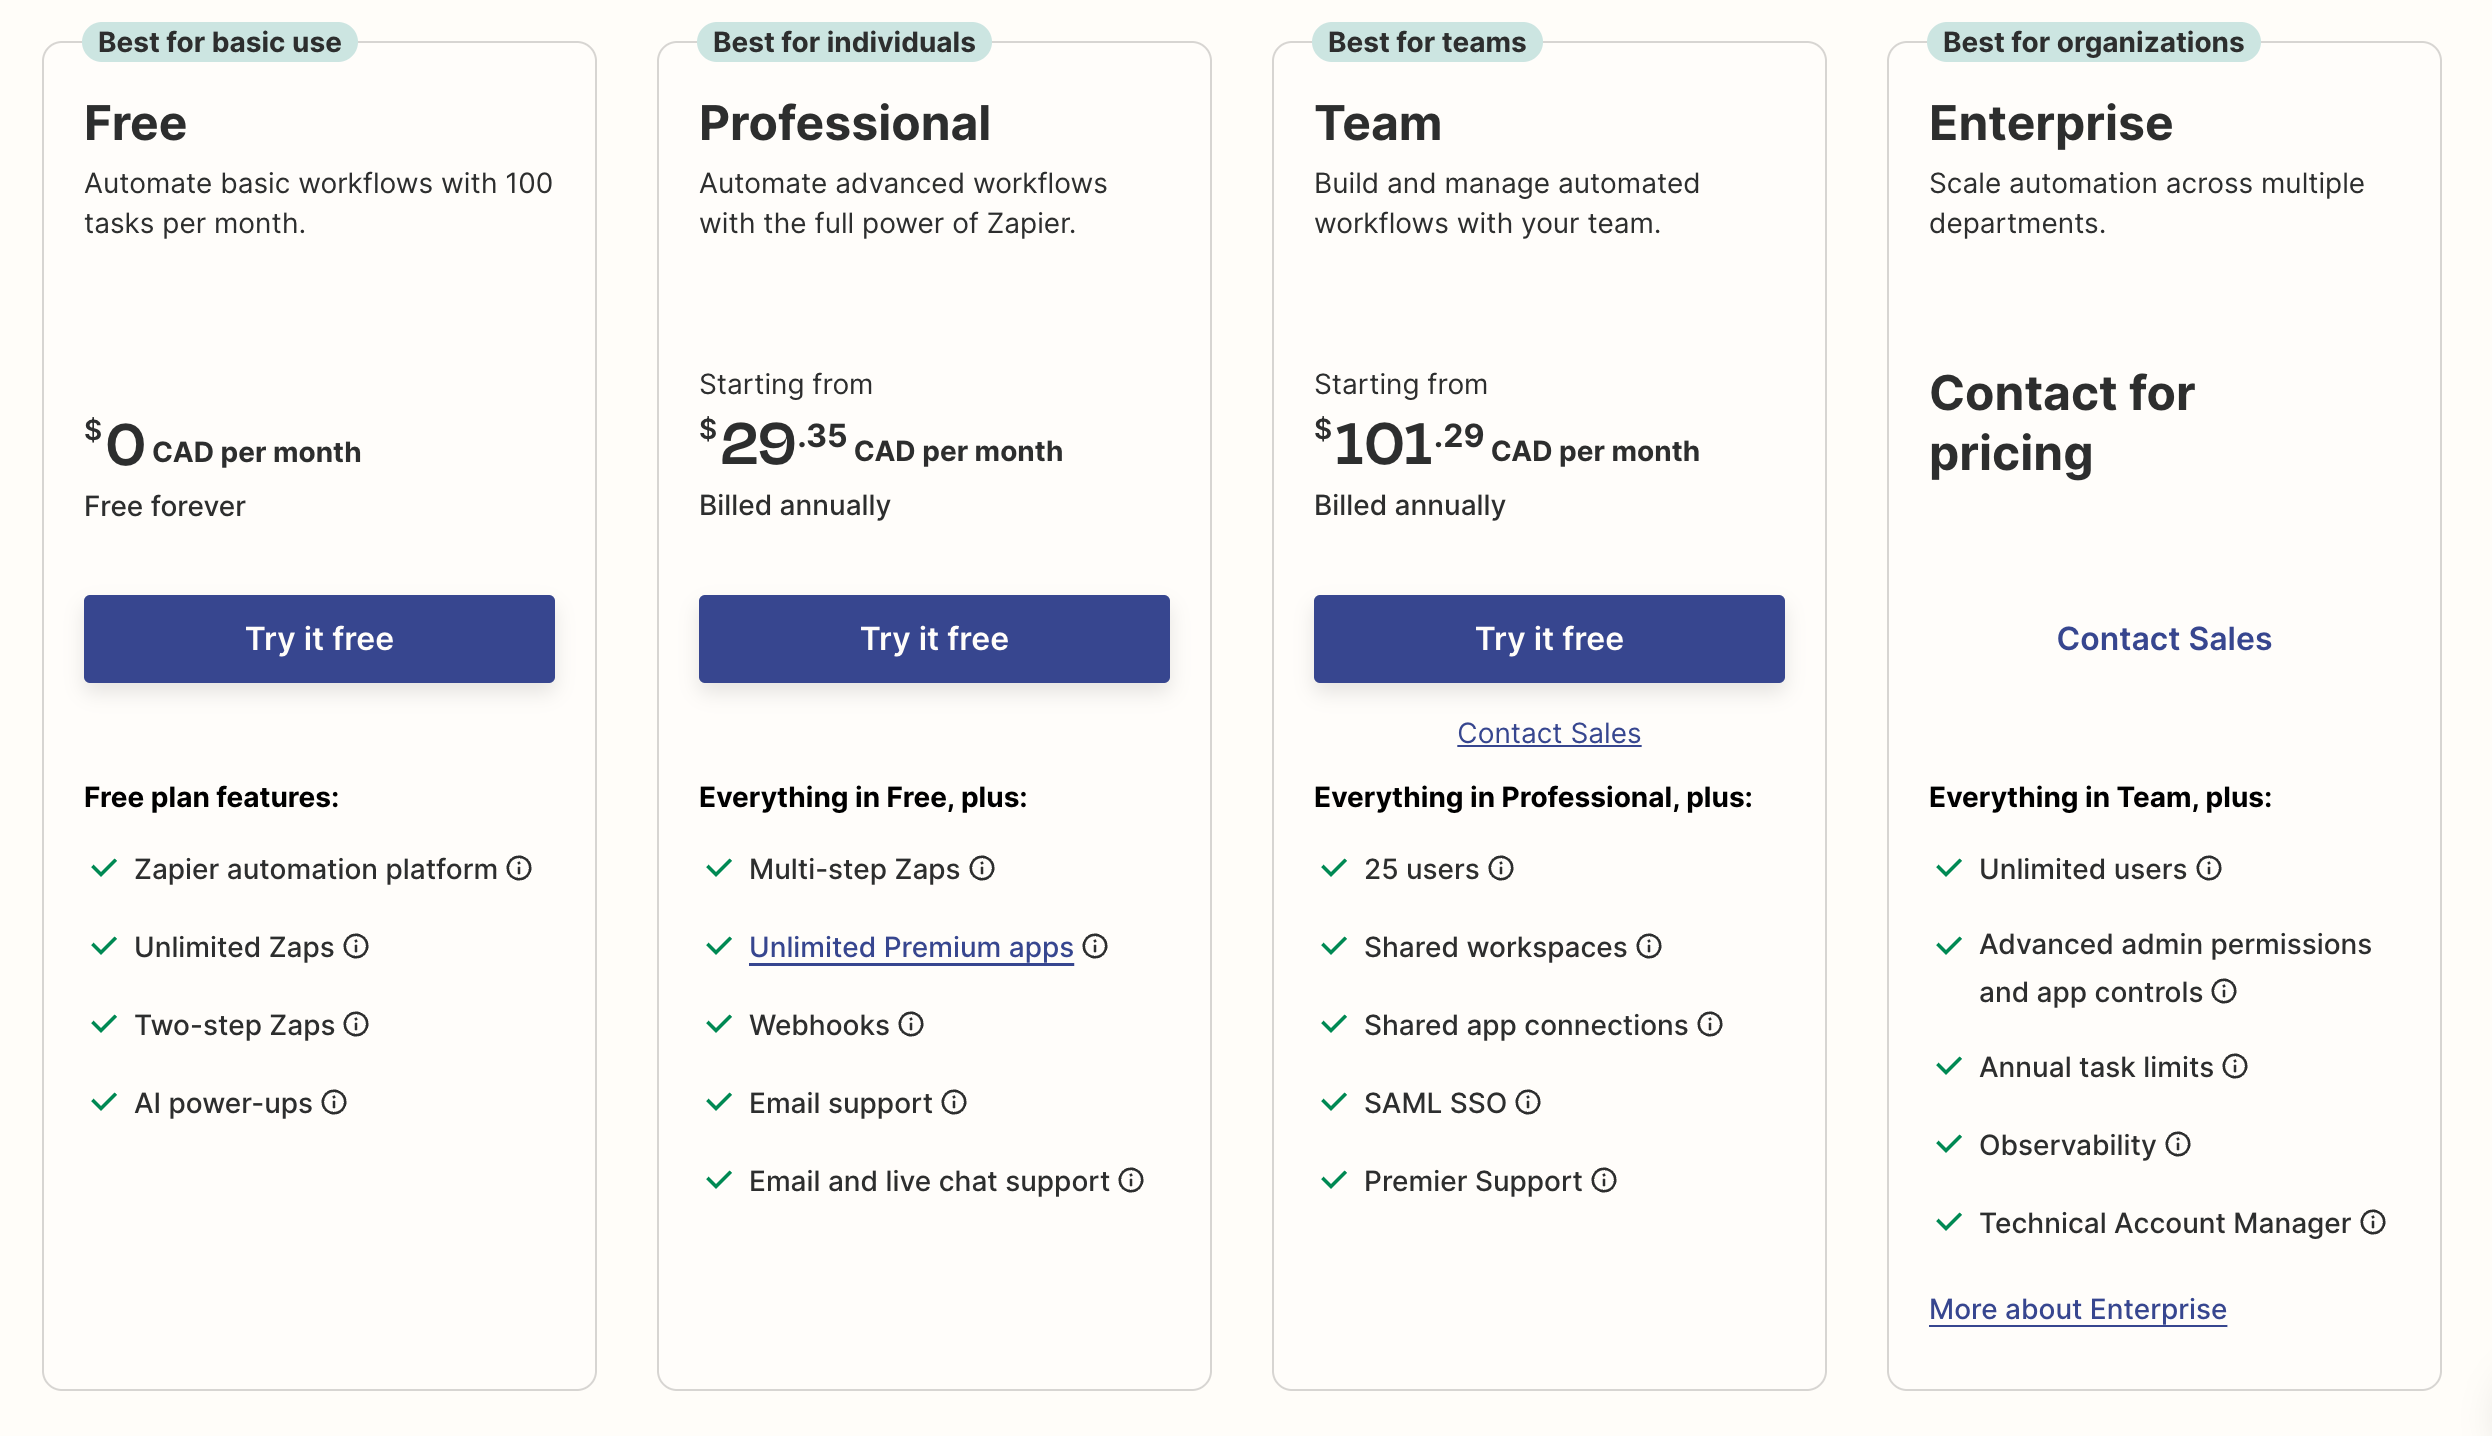 Best for basic use
Free
Automate basic workflows with 100
tasks per month.
$0 CAD per month
Free forever
Try it free
Free plan features:
Zapier automation platform
Unlimited Zaps
Two-step Zaps
AI power-ups
Best for individuals
Professional
Automate advanced workflows
with the full power of Zapier.
Starting from
$29.35 CAD per month
Billed annually
Try it free
Everything in Free, plus:
Multi-step Zaps
Unlimited Premium apps
Webhooks
Email support
Email and live chat support
Best for teams
Team
Build and manage automated
workflows with your team.
Starting from
$101.29 CAD per month
Billed annually
Try it free
Contact Sales
Everything in Professional, plus:
25 users
Shared workspaces
Shared app connections
SAML SSO
Premier Support
Best for organizations
Enterprise
Scale automation across multiple
departments.
Contact for
pricing
Contact Sales
Everything in Team, plus:
Unlimited users
Advanced admin permissions
and app controls
Annual task limits
Observability
Technical Account Manager
More about Enterprise